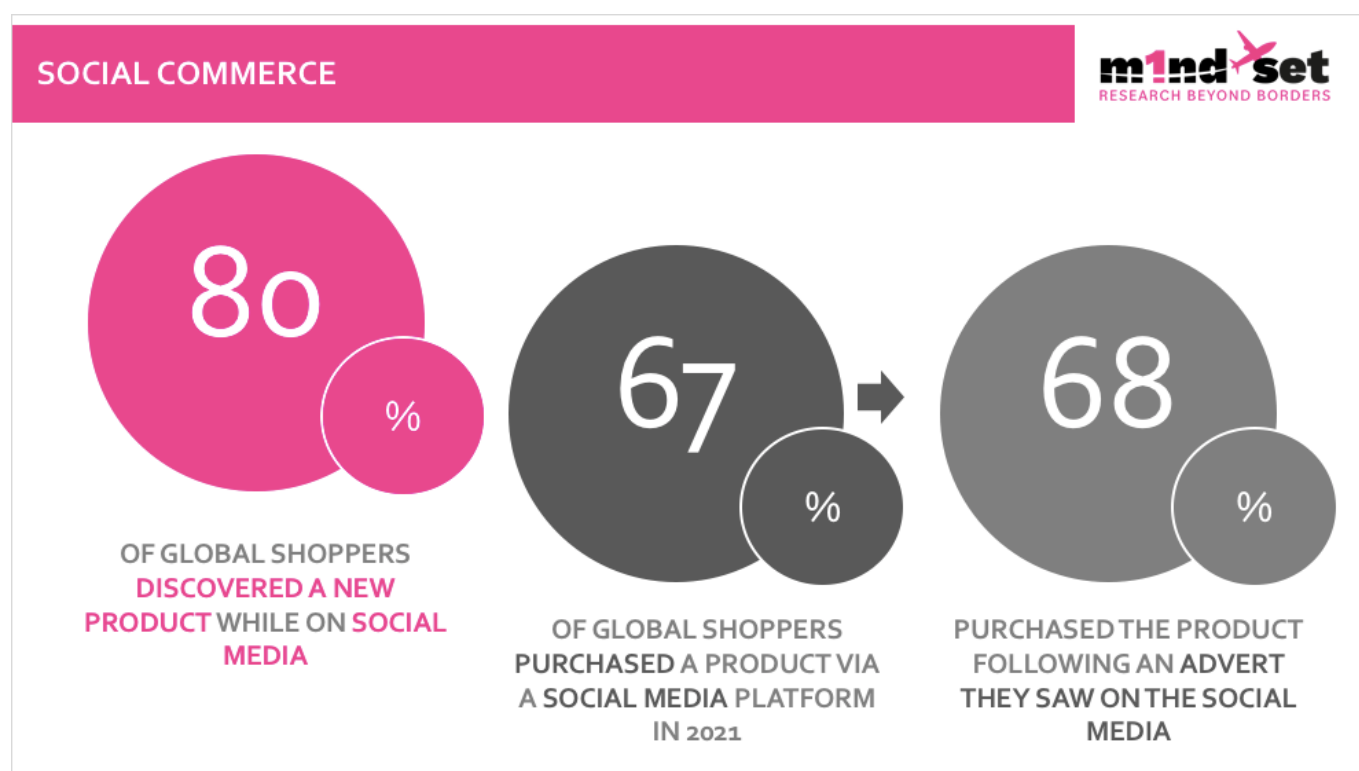 SOCIAL COMMERCE
m1nd set
RESEARCH BEYOND BORDERS
80
%
OF GLOBAL SHOPPERS
DISCOVERED A NEW
PRODUCT WHILE ON SOCIAL
MEDIA
67
%
OF GLOBAL SHOPPERS
PURCHASED A PRODUCT VIA
A SOCIAL MEDIA PLATFORM
IN 2021
68
%
PURCHASED THE PRODUCT
FOLLOWING AN ADVERT
THEY SAW ON THE SOCIAL
MEDIA